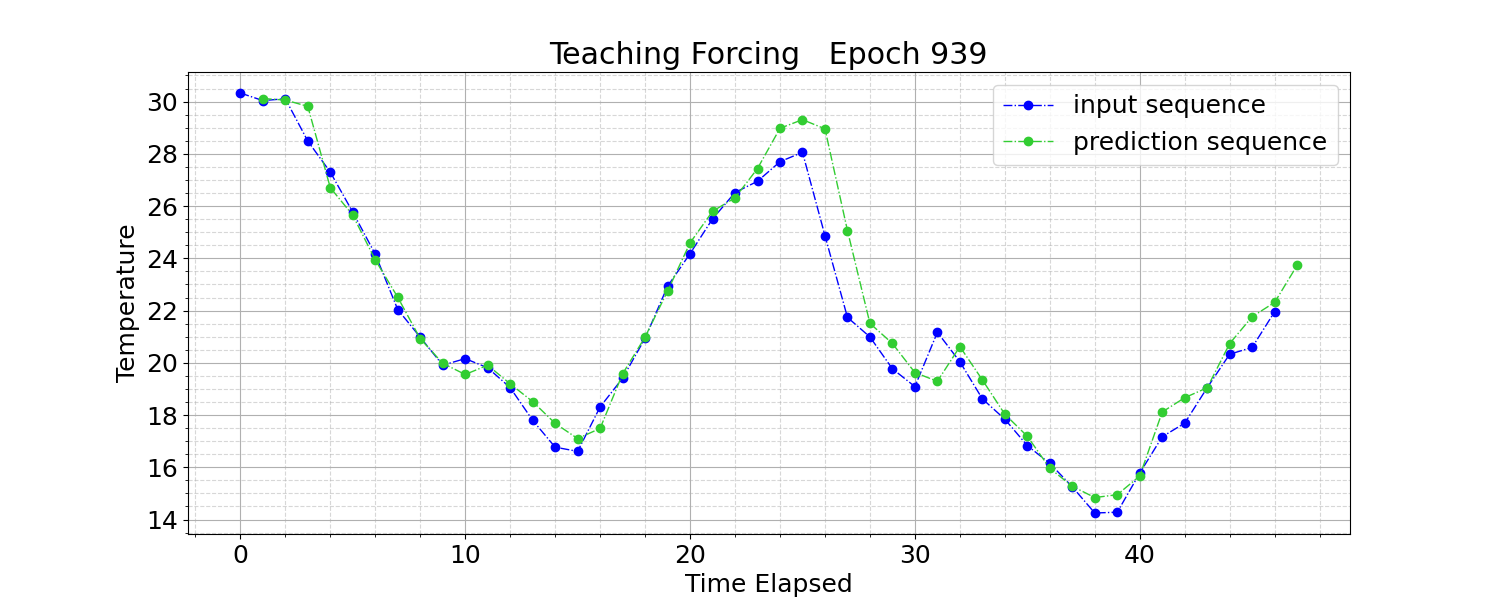 Teaching Forcing   Epoch 939
30
28
26
24
22
20
18
16
14
Temperature
input sequence
prediction sequence
0 10 20 30 40
Time Elapsed